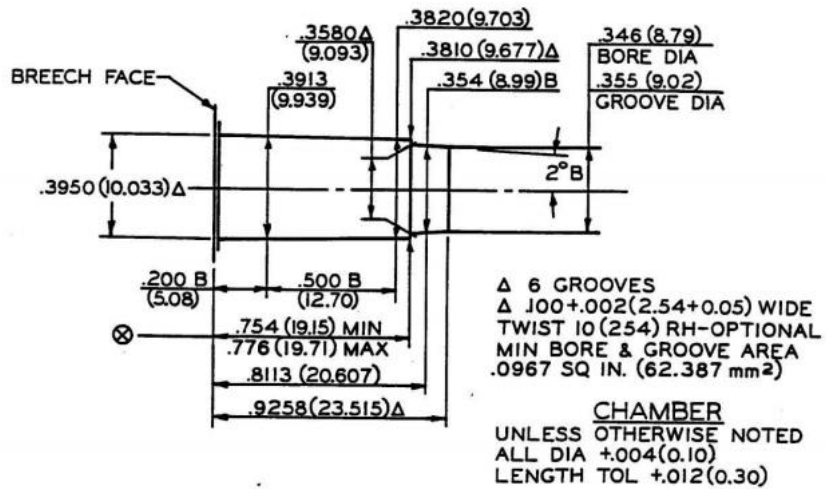 .3820 (9.703)
.3580Δ
(9.093)
.3810 (9.677)Δ
.346 (8.79)
BORE DIA
BREECH FACE
.3913
(9.939)
.354 (8.99) B
.355 (9.02)
GROOVE DIA
2° B
.3950 (10.033)Δ
.200 B
(5.08)
.500 B
(12.70)
⊗
.754 (19.15) MIN
.776 (19.71) MAX
.8113 (20.607)
.9258 (23.515)Δ
Δ 6 GROOVES
Δ .100+.002(2.54+0.05) WIDE
TWIST 10 (254) RH-OPTIONAL
MIN BORE & GROOVE AREA
.0967 SQ IN. (62.387 mm²)
CHAMBER
UNLESS OTHERWISE NOTED
ALL DIA +.004(0.10)
LENGTH TOL +.012(0.30)